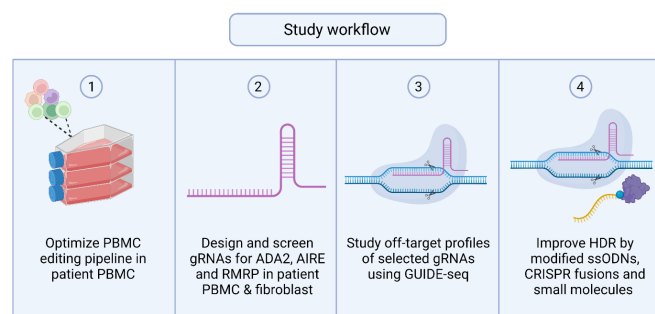 Study workflow
1
2
3
4
Optimize PBMC
editing pipeline in
patient PBMC
Design and screen
gRNAs for ADA2, AIRE
and RMRP in patient
PBMC & fibroblast
Study off-target profiles
of selected gRNAs
using GUIDE-seq
Improve HDR by
modified ssODNs,
CRISPR fusions and
small molecules